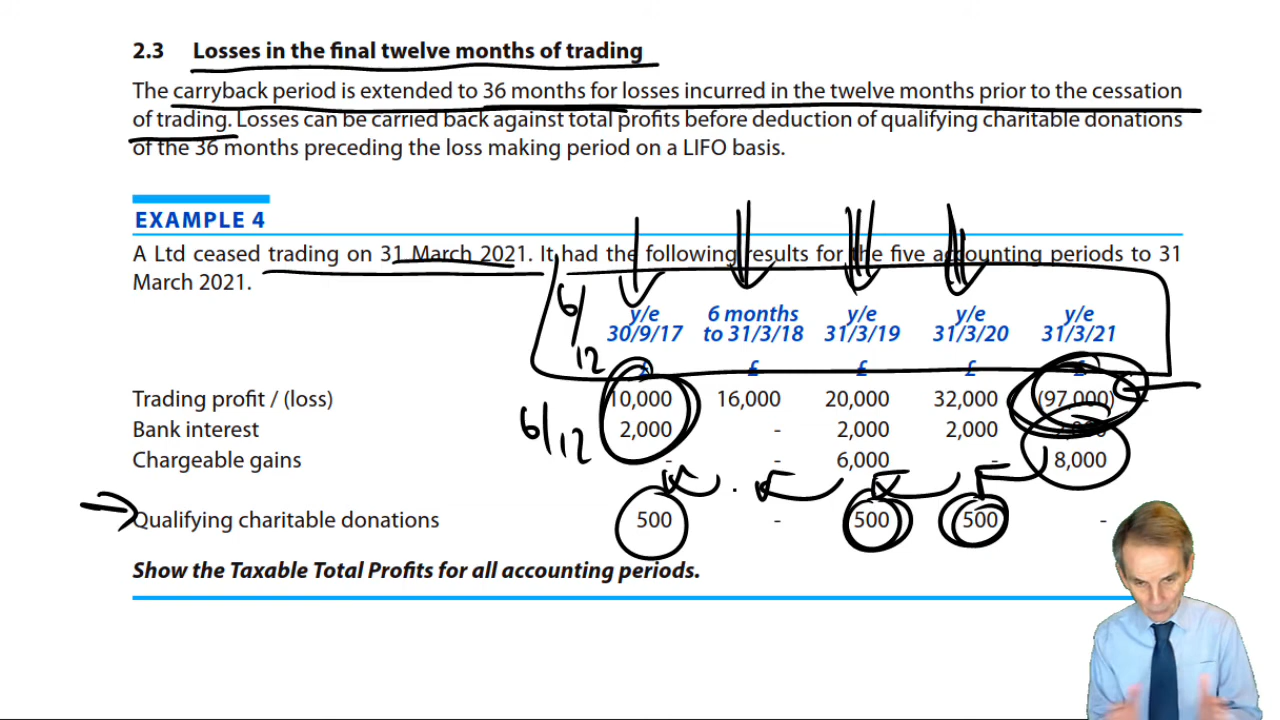 2.3 Losses in the final twelve months of trading
The carryback period is extended to 36 months for losses incurred in the twelve months prior to the cessation
of trading. Losses can be carried back against total profits before deduction of qualifying charitable donations
of the 36 months preceding the loss making period on a LIFO basis.
EXAMPLE 4
A Ltd ceased trading on 31 March 2021. It had the following results for the five accounting periods to 31
March 2021.
6/12
y/e 6 months y/e y/e y/e
30/9/17 to 31/3/18 31/3/19 31/3/20 31/3/21
£ £ £ £ £
Trading profit / (loss) 10,000 16,000 20,000 32,000 (97,000)
6/12
Bank interest 2,000 - 2,000 2,000
Chargeable gains - - 6,000 - 8,000
Qualifying charitable donations 500 - 500 500 -
Show the Taxable Total Profits for all accounting periods.